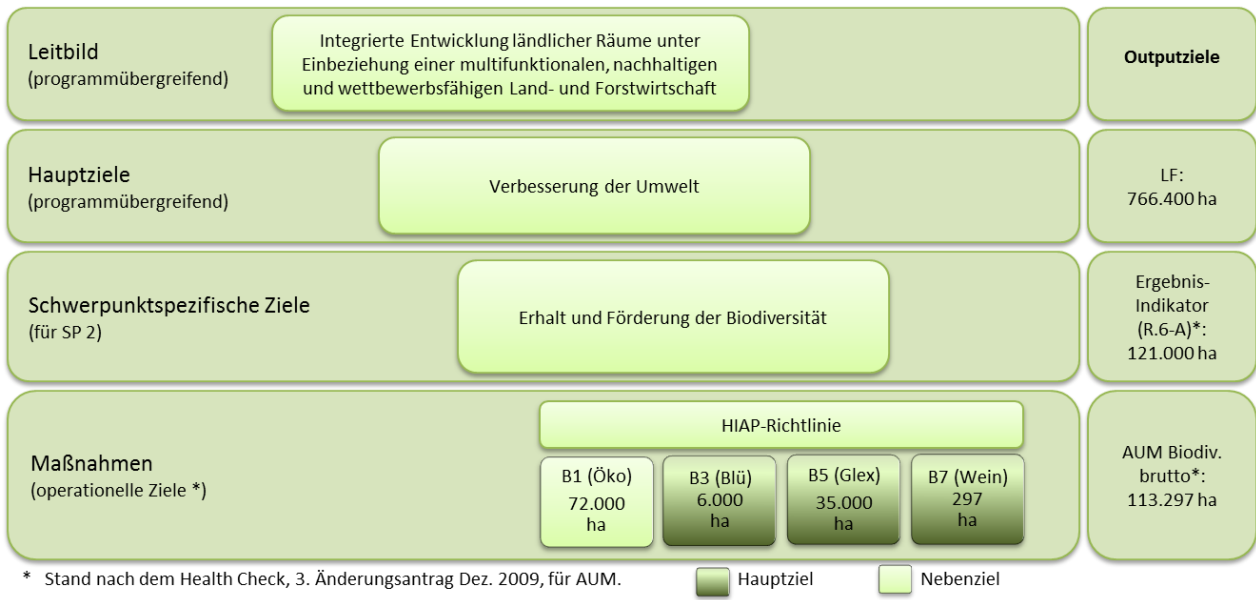 Leitbild
(programmübergreifend)
Integrierte Entwicklung ländlicher Räume unter
Einbeziehung einer multifunktionalen, nachhaltigen
und wettbewerbsfähigen Land- und Forstwirtschaft
Outputziele
Hauptziele
(programmübergreifend)
Verbesserung der Umwelt
LF:
766.400 ha
Schwerpunktspezifische Ziele
(für SP 2)
Erhalt und Förderung der Biodiversität
Ergebnis-
Indikator
(R.6-A)*:
121.000 ha
Maßnahmen
(operationelle Ziele *)
HIAP-Richtlinie
B1 (Öko)
72.000
ha
B3 (Blü)
6.000
ha
B5 (Glex)
35.000
ha
B7 (Wein)
297
ha
AUM Biodiv.
brutto*:
113.297 ha
* Stand nach dem Health Check, 3. Änderungsantrag Dez. 2009, für AUM.
Hauptziel
Nebenziel